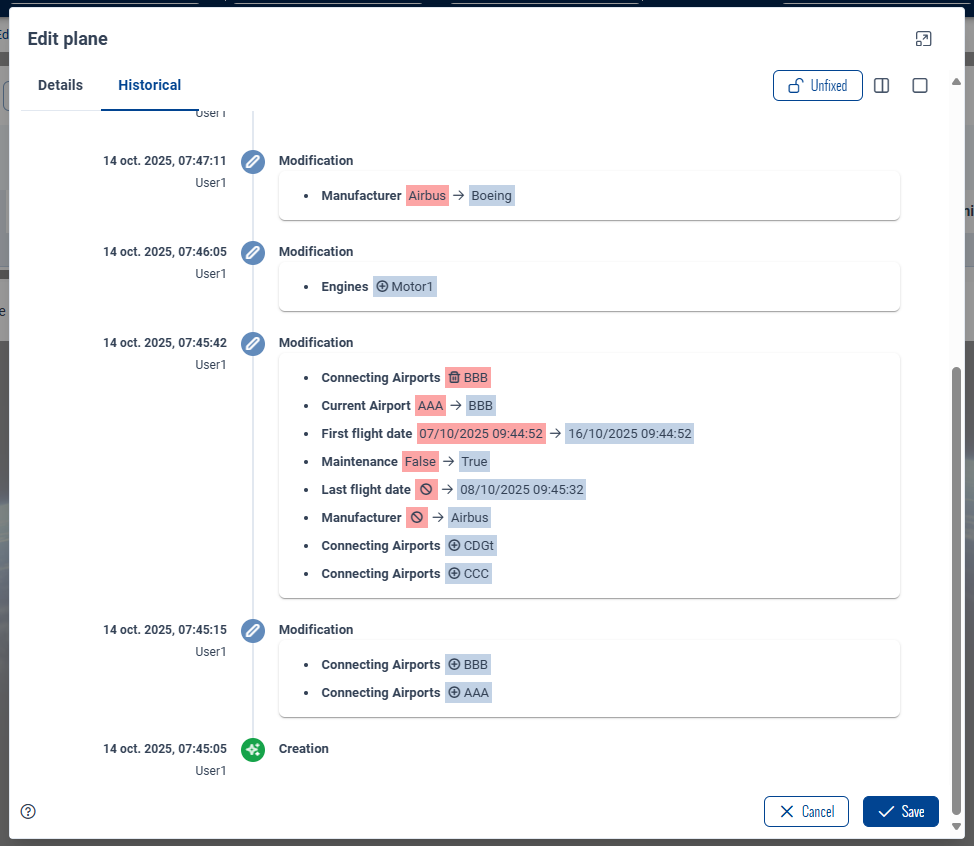 Edit plane
Details Historical Unfixed
User1
14 oct. 2025, 07:47:11 Modification
User1
Manufacturer Airbus → Boeing
14 oct. 2025, 07:46:05 Modification
User1
Engines Motor1
14 oct. 2025, 07:45:42 Modification
User1
Connecting Airports BBB
Current Airport AAA → BBB
First flight date 07/10/2025 09:44:52 → 16/10/2025 09:44:52
Maintenance False → True
Last flight date → 08/10/2025 09:45:32
Manufacturer → Airbus
Connecting Airports CDGt
Connecting Airports CCC
14 oct. 2025, 07:45:15 Modification
User1
Connecting Airports BBB
Connecting Airports AAA
14 oct. 2025, 07:45:05 Creation
User1
Cancel Save